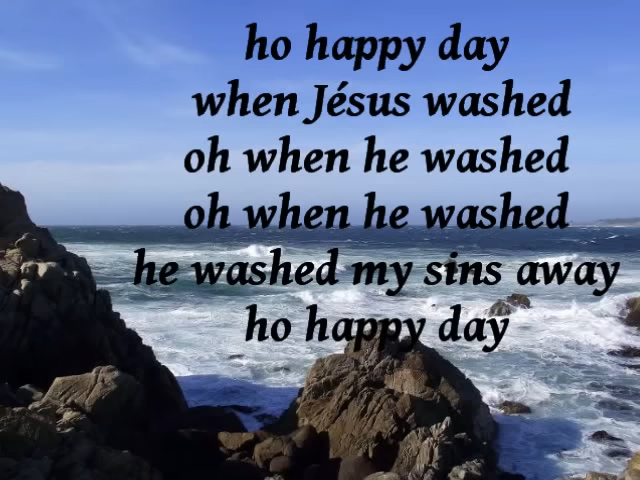 ho happy day
when Jésus washed
oh when he washed
oh when he washed
he washed my sins away
ho happy day